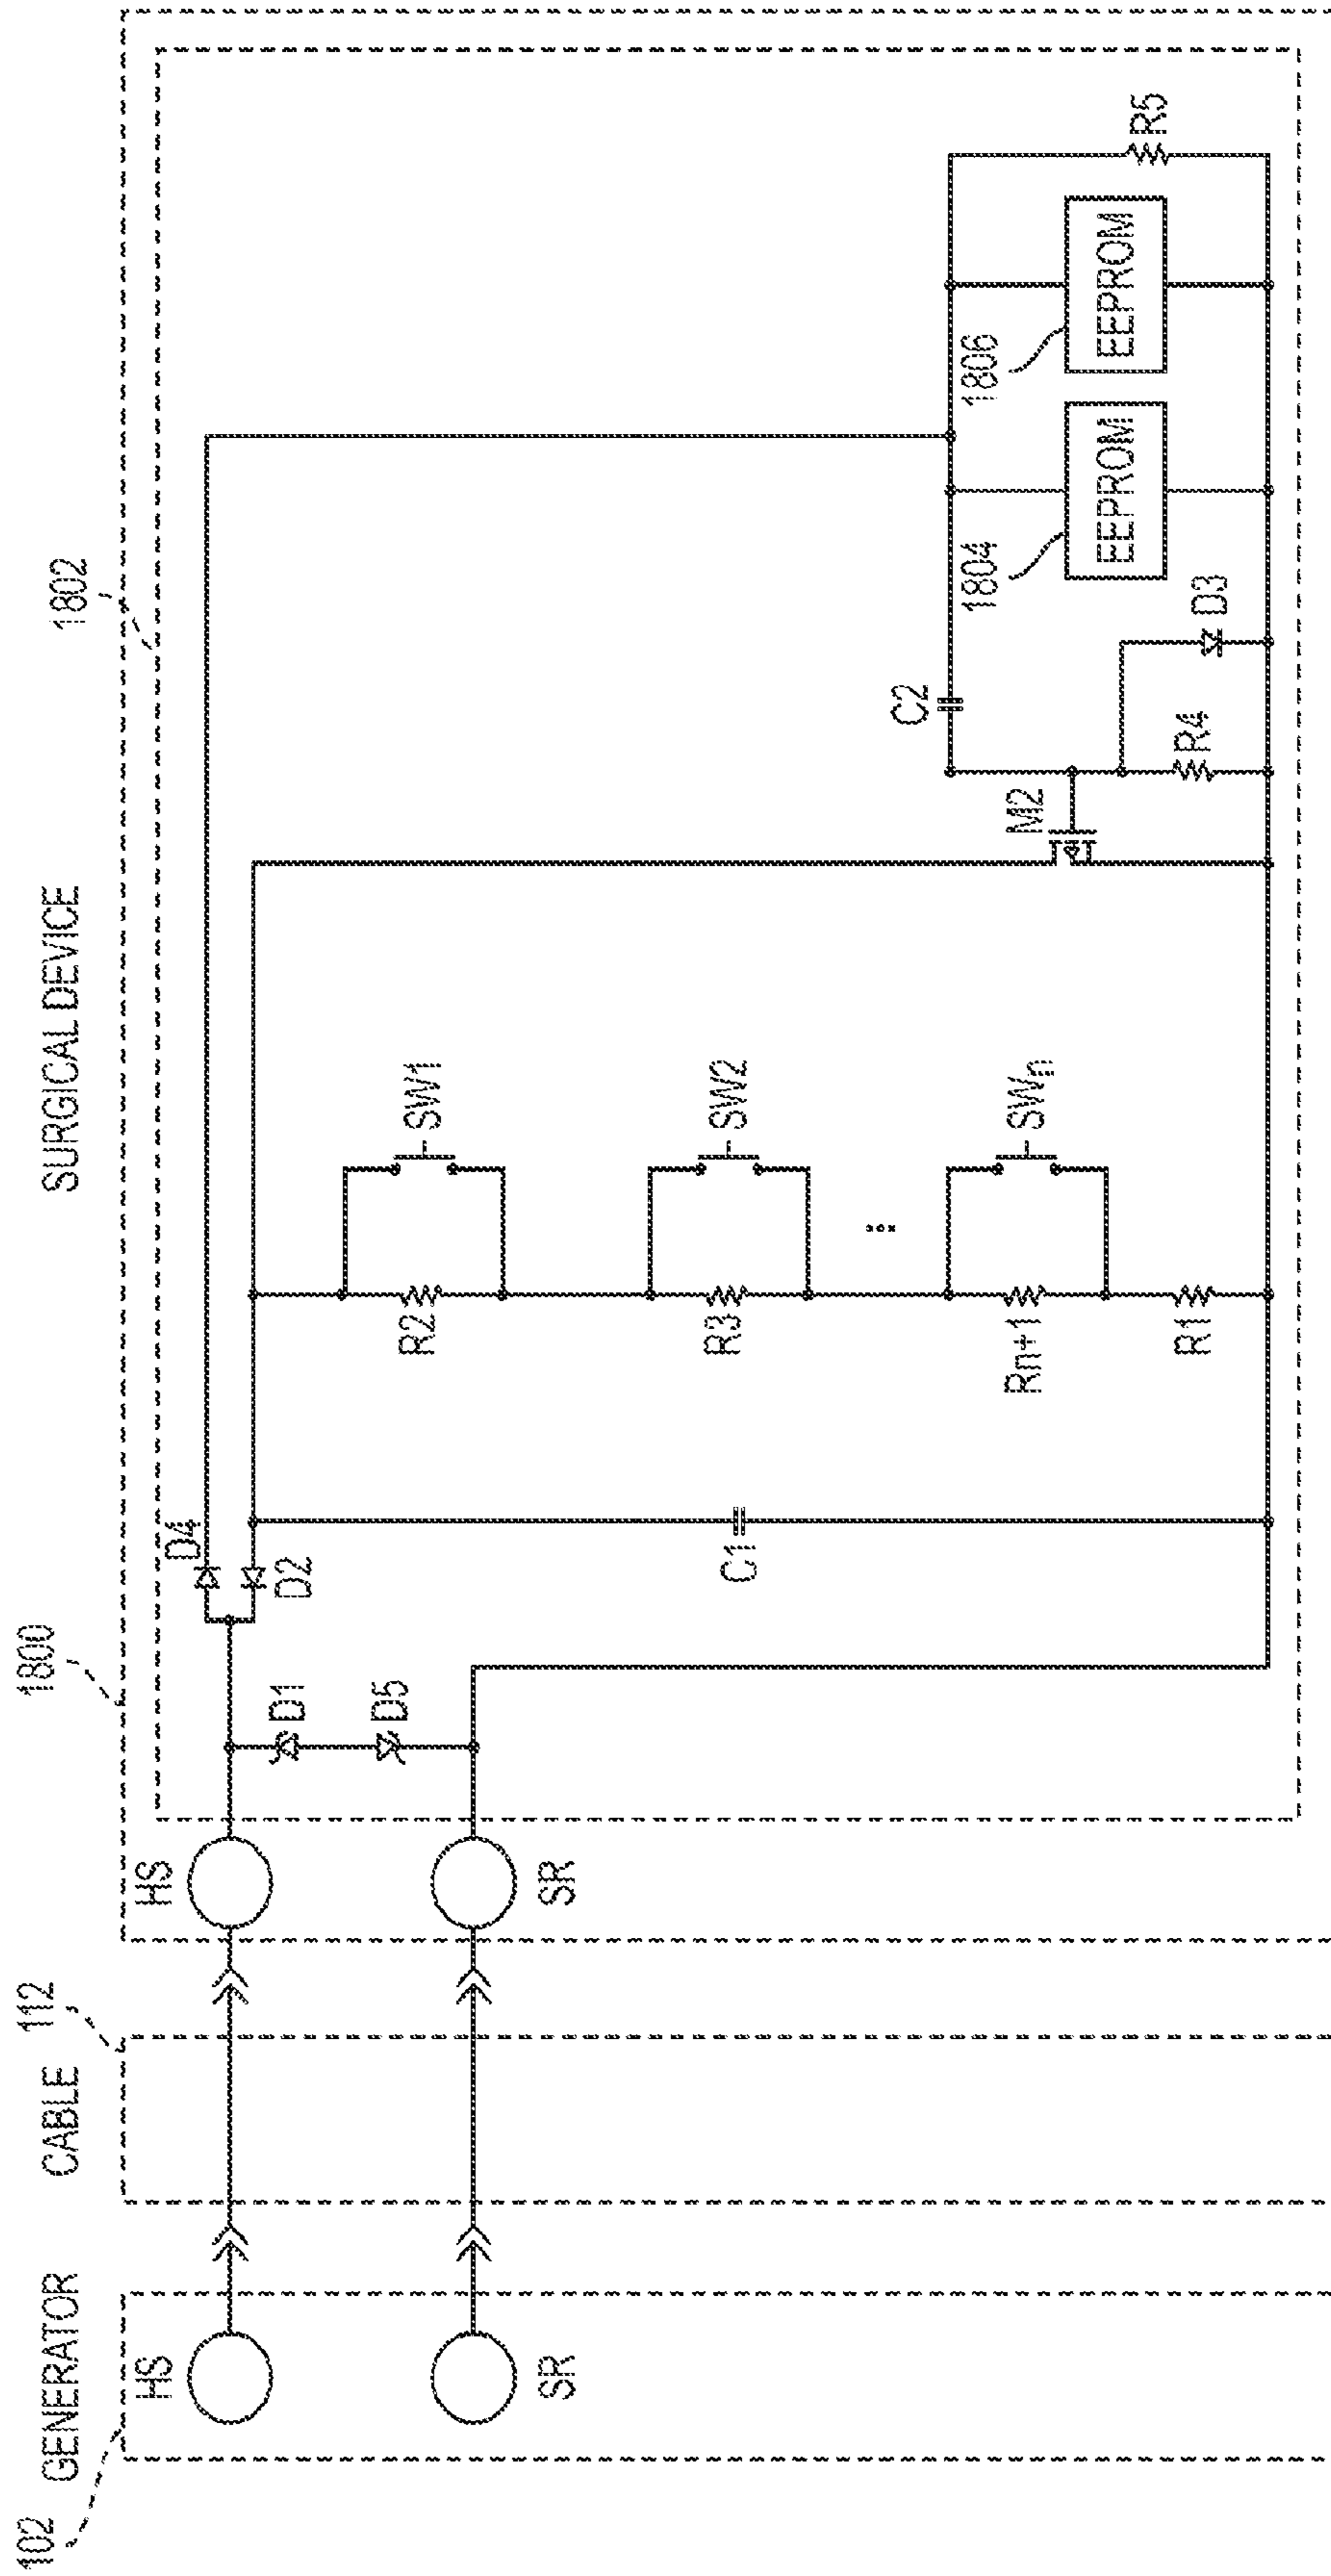 102
GENERATOR
CABLE
112
1800
SURGICAL DEVICE
1802
HS
HS
D4
D2
D1
D5
SR
SR
C1
R2
SW1
R3
SW2
...
Rn+1
SWn
R1
M2
C2
R4
D3
1804
EEPROM
1806
EEPROM
R5